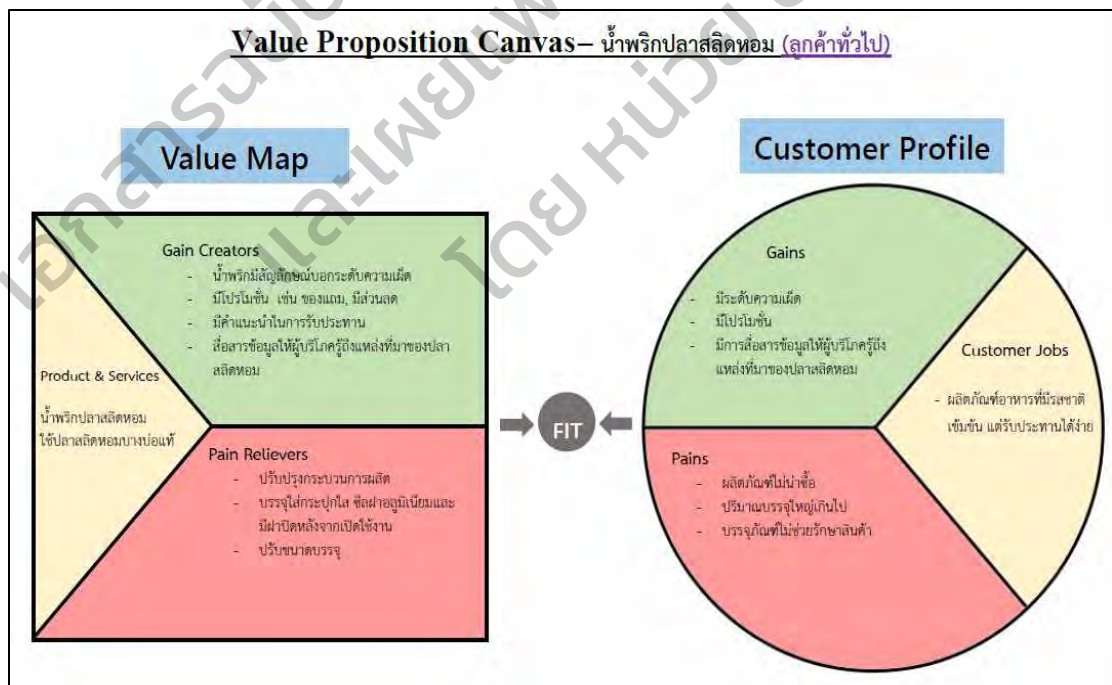 Value Proposition Canvas– น้ำพริกปลาสลิดหอม (ลูกค้าทั่วไป)
Value Map
Gain Creators
- น้ำพริกมีสัญลักษณ์บอกระดับความเผ็ด
- มีโปรโมชั่น เช่น ของแถม, มีส่วนลด
- มีคำแนะนำในการรับประทาน
- สื่อสารข้อมูลให้ผู้บริโภครู้ถึงแหล่งที่มาของปลา
สลิดหอม
Product & Services
น้ำพริกปลาสลิดหอม
ใช้ปลาสลิดหอมบางบ่อแท้
Pain Relievers
- ปรับปรุงกระบวนการผลิต
- บรรจุใส่กระปุกใส ซีลฝาอลูมิเนียมและ
มีฝาปิดหลังจากเปิดใช้งาน
- ปรับขนาดบรรจุ
FIT
Customer Profile
Gains
- มีระดับความเผ็ด
- มีโปรโมชั่น
- มีการสื่อสารข้อมูลให้ผู้บริโภครู้ถึง
แหล่งที่มาของปลาสลิดหอม
Customer Jobs
- ผลิตภัณฑ์อาหารที่มีรสชาติ
เข้มข้น แต่รับประทานได้ง่าย
Pains
- ผลิตภัณฑ์ไม่น่าซื้อ
- ปริมาณบรรจุใหญ่เกินไป
- บรรจุภัณฑ์ไม่ช่วยรักษาสินค้า
และเผยแพ
โดย หน่วย